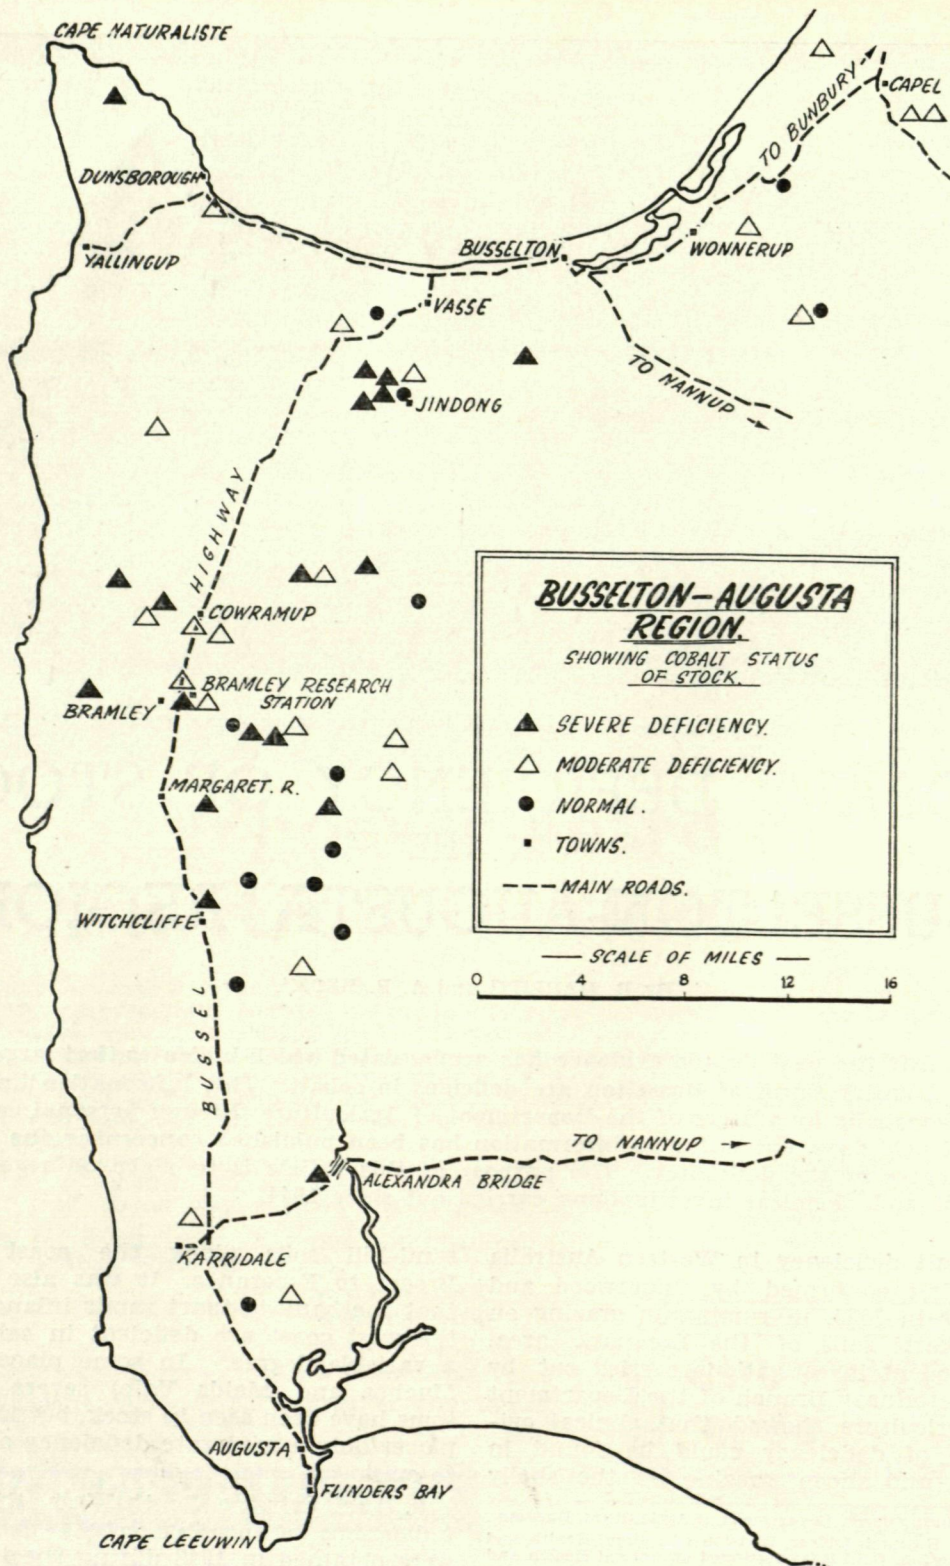 CAPE NATURALISTE
TO BUNBURY
CAPEL
DUNSBOROUGH
YALLINGUP
BUSSELTON
WONNERUP
VASSE
TO NANNUP
JINDONG
HIGHWAY
COWRAMUP
BRAMLEY RESEARCH
STATION
BRAMLEY
MARGARET. R.
WITCHCLIFFE
BUSSEL
BUSSELTON—AUGUSTA
REGION.
SHOWING COBALT STATUS
OF STOCK.
SEVERE DEFICIENCY.
MODERATE DEFICIENCY.
NORMAL.
TOWNS.
MAIN ROADS.
SCALE OF MILES
0 4 8 12 16
TO NANNUP
ALEXANDRA BRIDGE
KARRIDALE
AUGUSTA
FLINDERS BAY
CAPE LEEUWIN